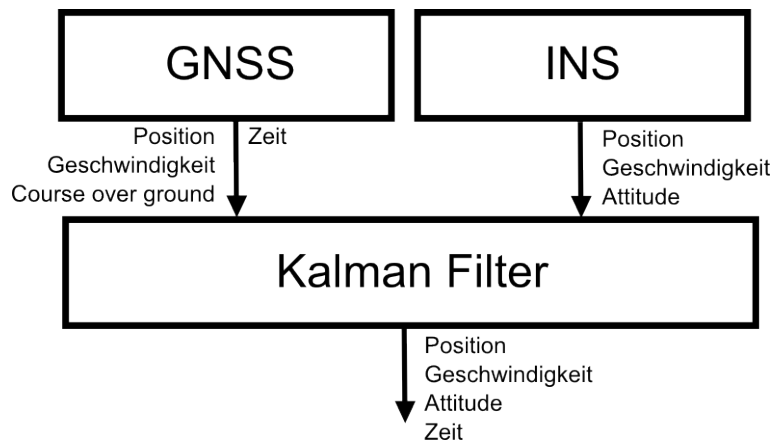 GNSS
INS
Position
Geschwindigkeit
Course over ground
Zeit
Position
Geschwindigkeit
Attitude
Kalman Filter
Position
Geschwindigkeit
Attitude
Zeit